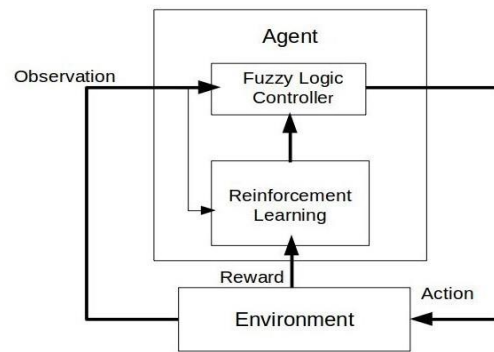 Agent
Observation
Fuzzy Logic
Controller
Reinforcement
Learning
Reward
Action
Environment